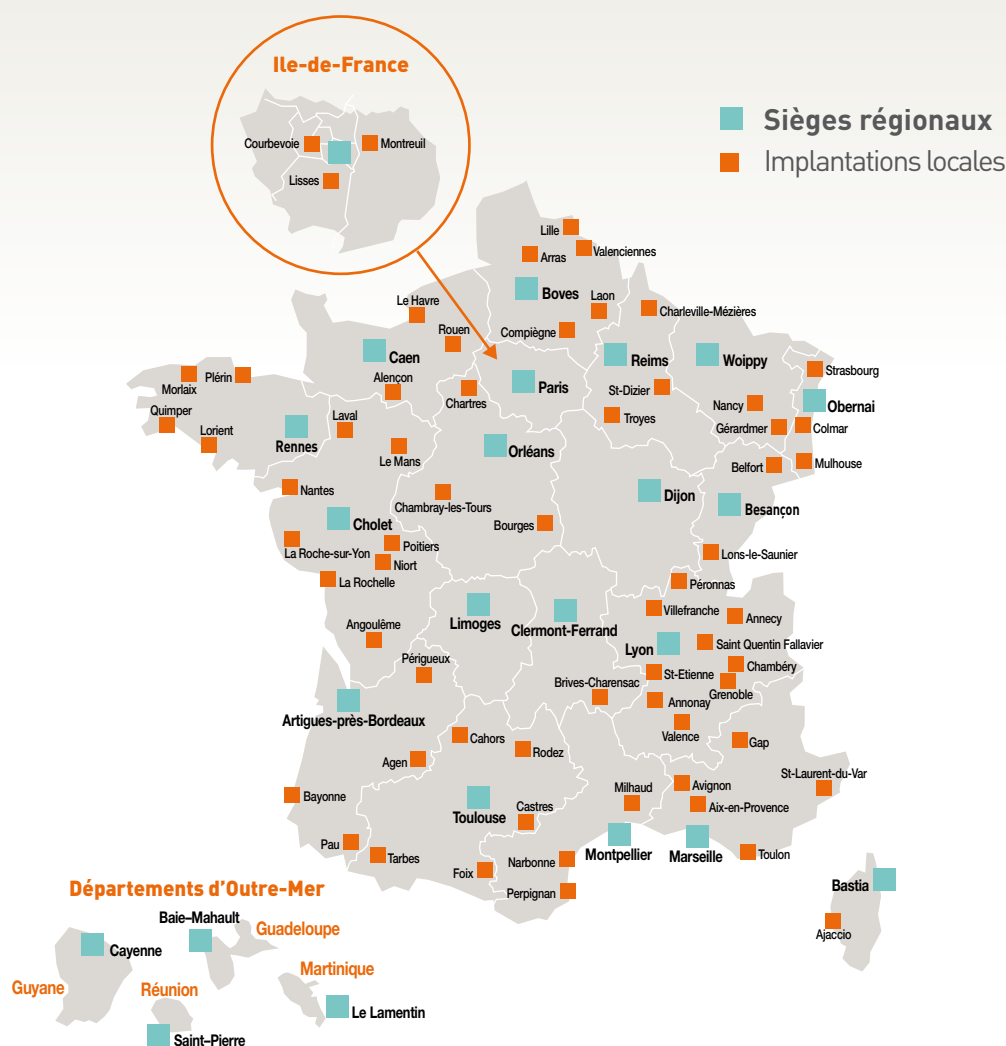 Ile-de-France
Courbevoie
Montreuil
Lisses
Sièges régionaux
Implantations locales
Lille
Valenciennes
Arras
Boves
Laon
Le Havre
Charleville-Mézières
Rouen
Compiègne
Caen
Reims
Woippy
Strasbourg
Plérin
Morlaix
Alençon
Chartres
Paris
St-Dizier
Nancy
Obernai
Quimper
Laval
Troyes
Gérardmer
Colmar
Lorient
Rennes
Le Mans
Orléans
Belfort
Mulhouse
Nantes
Chambray-les-Tours
Dijon
Besançon
Cholet
Bourges
La Roche-sur-Yon
Poitiers
Lons-le-Saunier
Niort
La Rochelle
Péronnas
Villefranche
Annecy
Limoges
Clermont-Ferrand
Angoulême
Lyon
Saint Quentin Fallavier
Périgueux
Chambéry
St-Etienne
Brives-Charensac
Grenoble
Annonay
Artigues-près-Bordeaux
Valence
Cahors
Gap
Rodez
Agen
St-Laurent-du-Var
Milhaud
Avignon
Bayonne
Castres
Aix-en-Provence
Toulouse
Pau
Montpellier
Marseille
Toulon
Tarbes
Narbonne
Foix
Bastia
Perpignan
Départements d'Outre-Mer
Baie–Mahault
Guadeloupe
Ajaccio
Cayenne
Martinique
Guyane
Réunion
Le Lamentin
Saint–Pierre